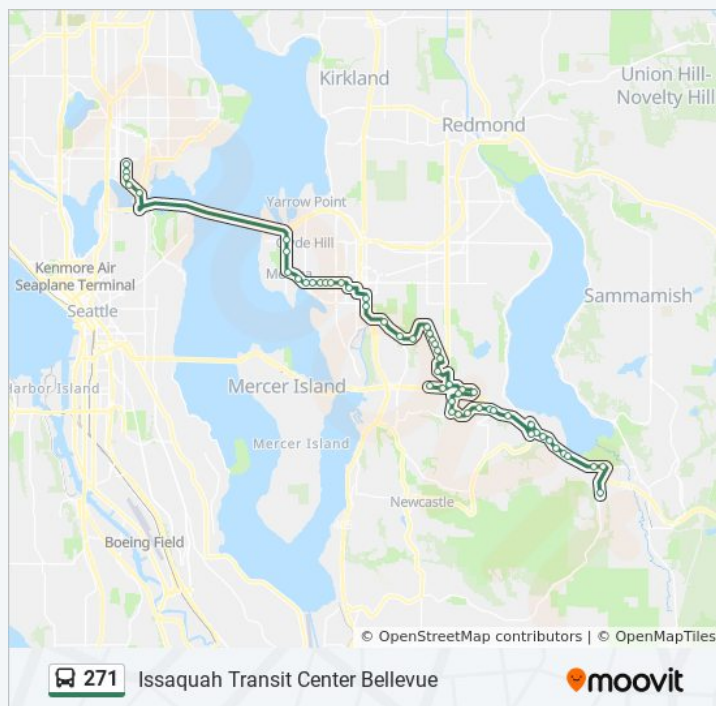 Kirkland
Union Hill-
Novelty Hill
Redmond
Yarrow Point
Clyde Hill
Kenmore Air
Seaplane Terminal
Medina
Seattle
Sammamish
Harbor Island
Mercer Island
Mercer Island
Newcastle
Boeing Field
© OpenStreetMap contributors | © OpenMapTiles
271 Issaquah Transit Center Bellevue
moovit